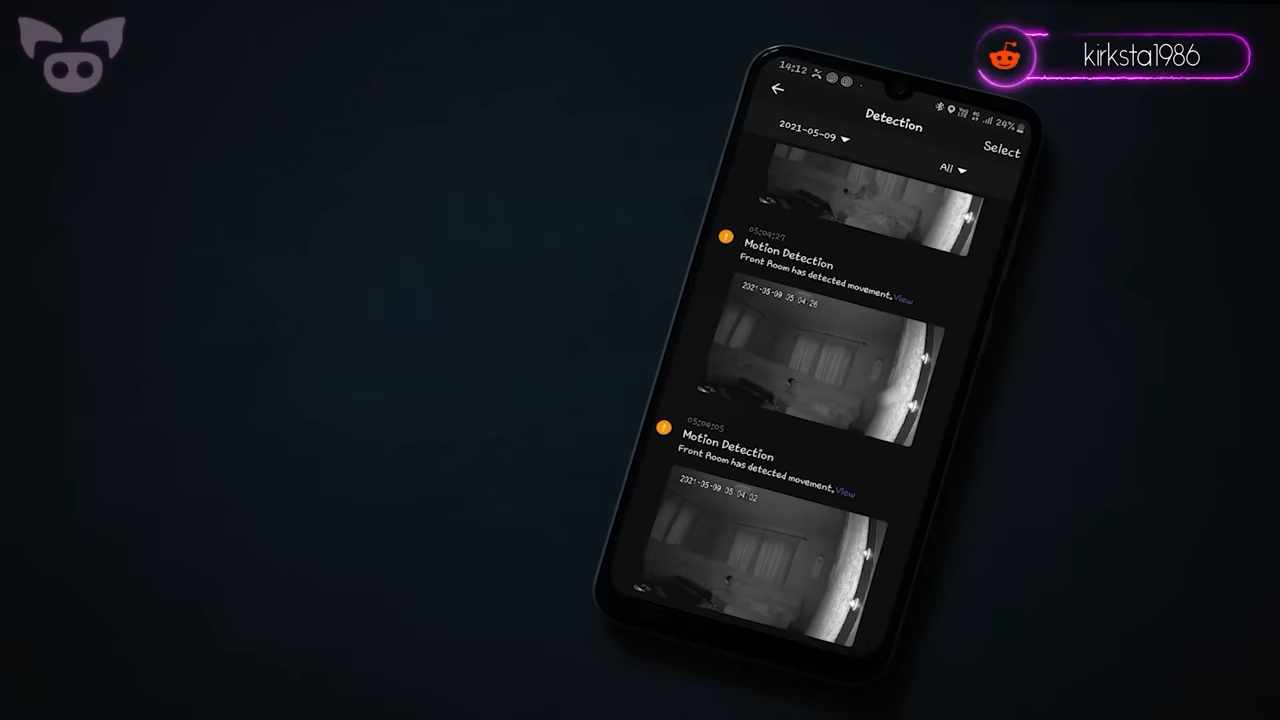 kirksta1986
14:12
24%
Detection
2021-05-09
Select
All
05:04:27
Motion Detection
Front Room has detected movement. View
2021-05-09 05:04:26
05:04:05
Motion Detection
Front Room has detected movement. View
2021-05-09 05:04:02